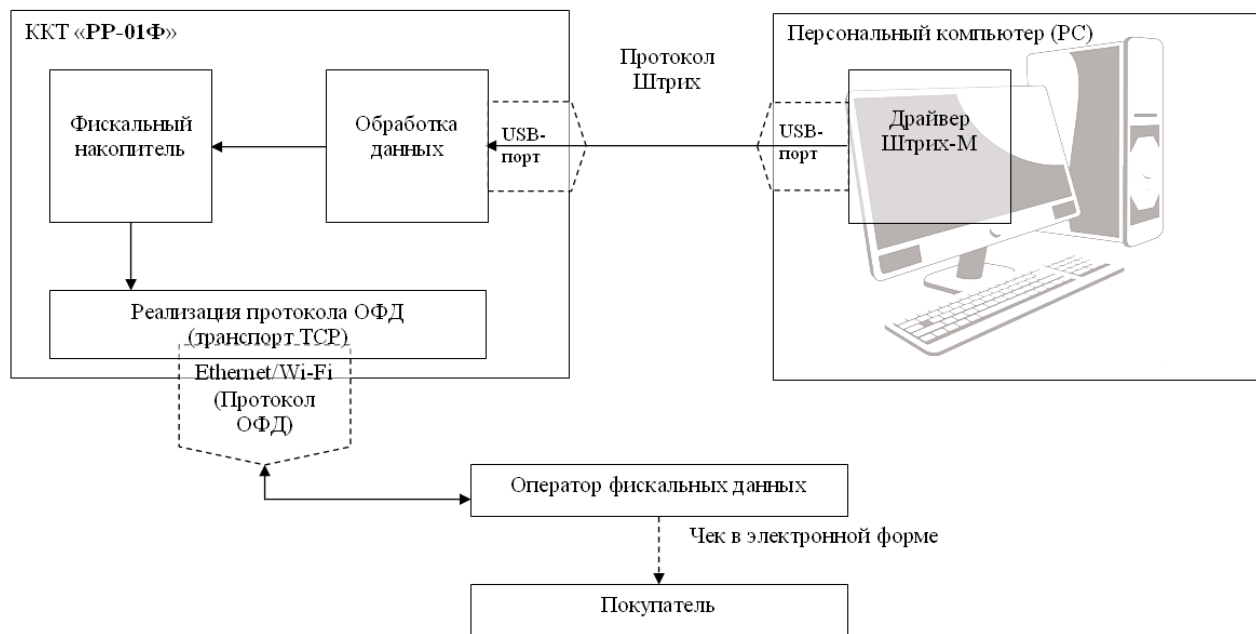 ККТ «РР-01Ф»
Фискальный
накопитель
Обработка
данных
USB-
порт
Протокол
Штрих
Персональный компьютер (PC)
USB-
порт
Драйвер
Штрих-М
Реализация протокола ОФД
(транспорт TCP)
Ethernet/Wi-Fi
(Протокол
ОФД)
Оператор фискальных данных
Чек в электронной форме
Покупатель